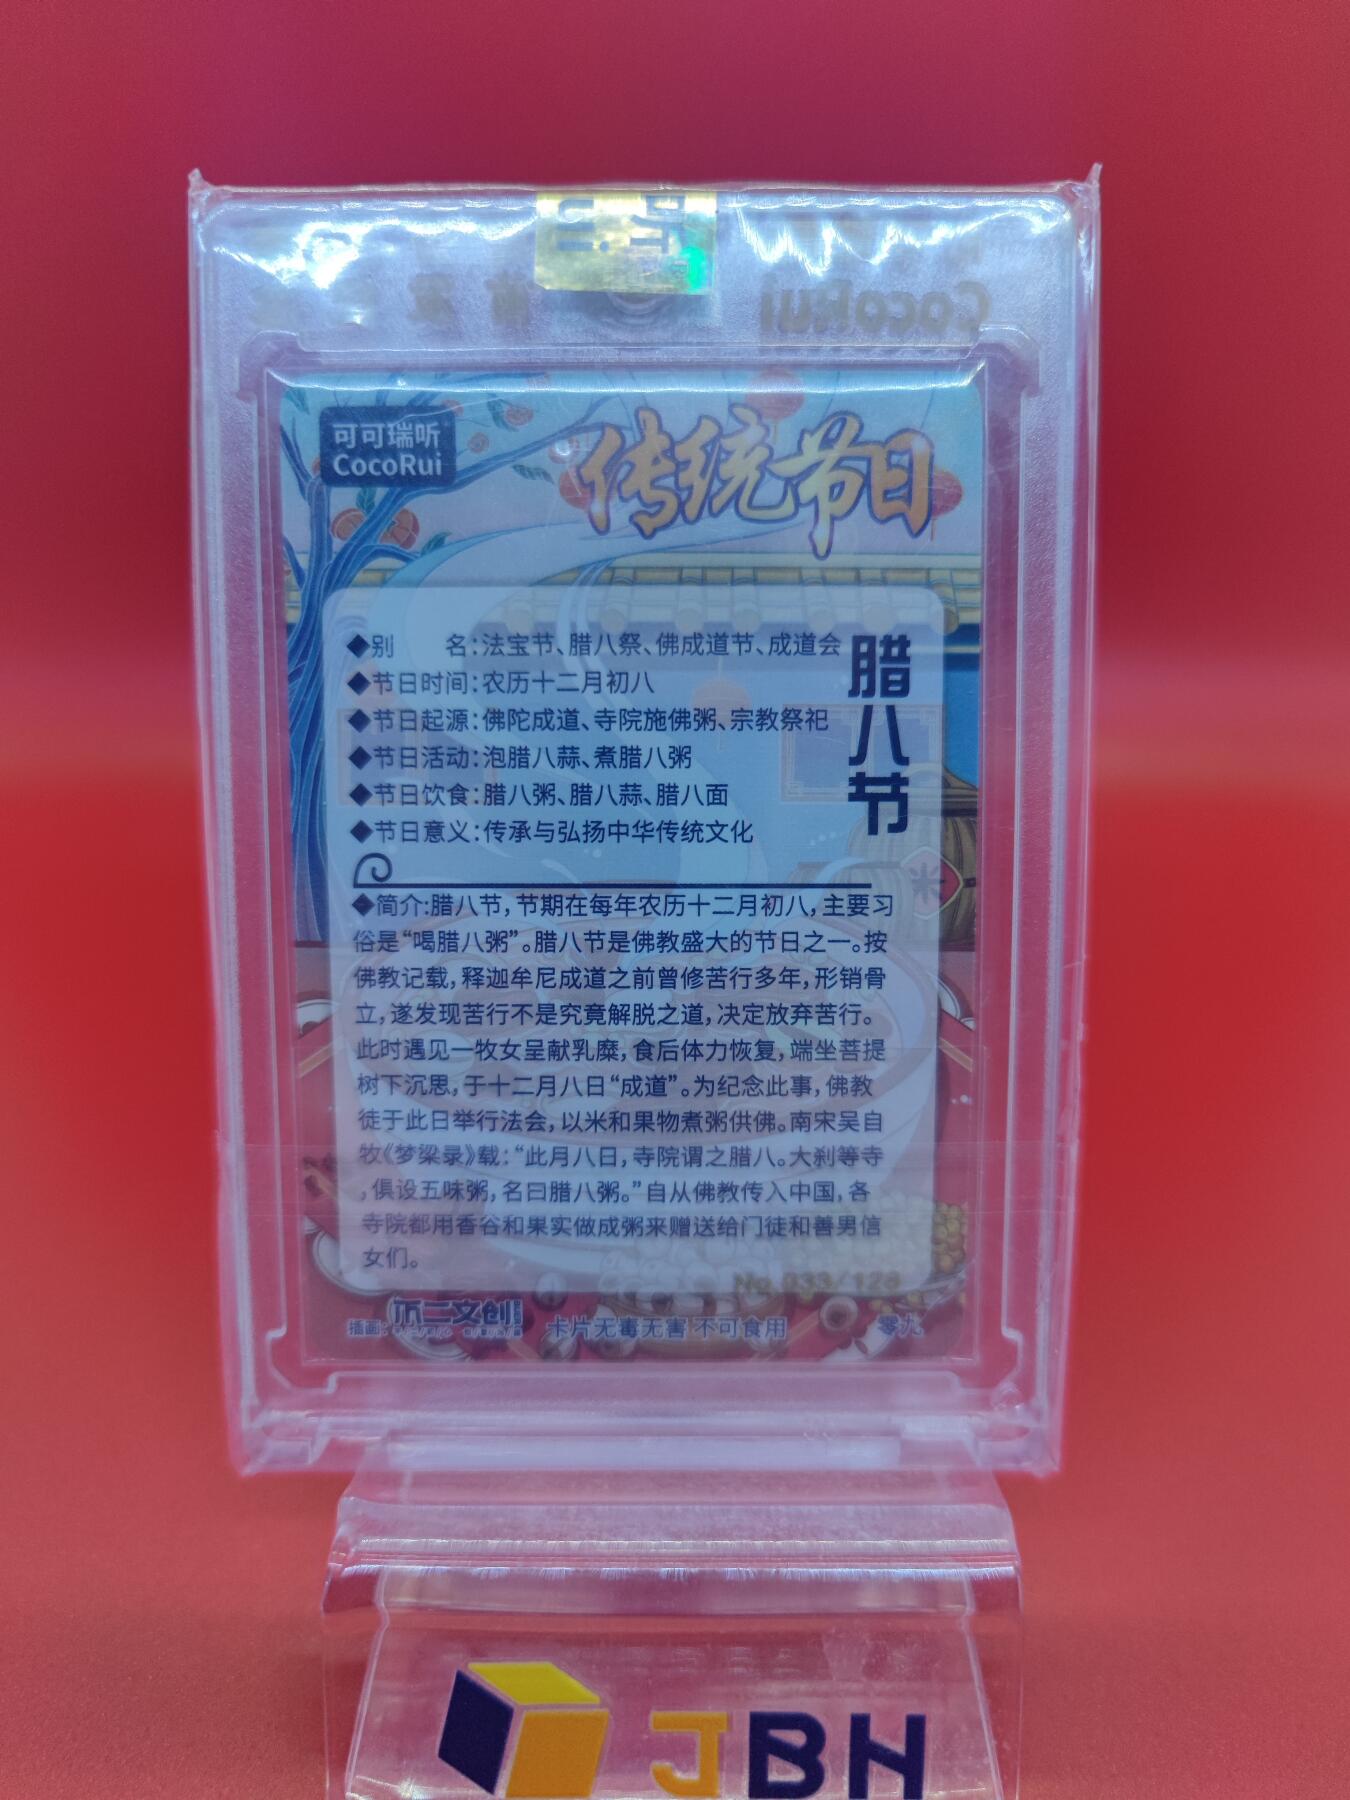 CocoRui
可可瑞听
CocoRui
传统节日
腊八节
◆别 名：法宝节、腊八祭、佛成道节、成道会
◆节日时间：农历十二月初八
◆节日起源：佛陀成道、寺院施佛粥、宗教祭祀
◆节日活动：泡腊八蒜、煮腊八粥
◆节日饮食：腊八粥、腊八蒜、腊八面
◆节日意义：传承与弘扬中华传统文化
◆简介：腊八节，节期在每年农历十二月初八，主要习
俗是“喝腊八粥”。腊八节是佛教盛大的节日之一。按
佛教记载，释迦牟尼成道之前曾修苦行多年，形销骨
立，遂发现苦行不是究竟解脱之道，决定放弃苦行。
此时遇见一牧女呈献乳糜，食后体力恢复，端坐菩提
树下沉思，于十二月八日“成道”。为纪念此事，佛教
徒于此日举行法会，以米和果物煮粥供佛。南宋吴自
牧《梦粱录》载：“此月八日，寺院谓之腊八。大刹等寺
，俱设五味粥，名曰腊八粥。”自从佛教传入中国，各
寺院都用香谷和果实做成粥来赠送给门徒和善男信
女们。
米
No.033/128
插画：
二文创
卡片无毒无害 不可食用
零九
JBH